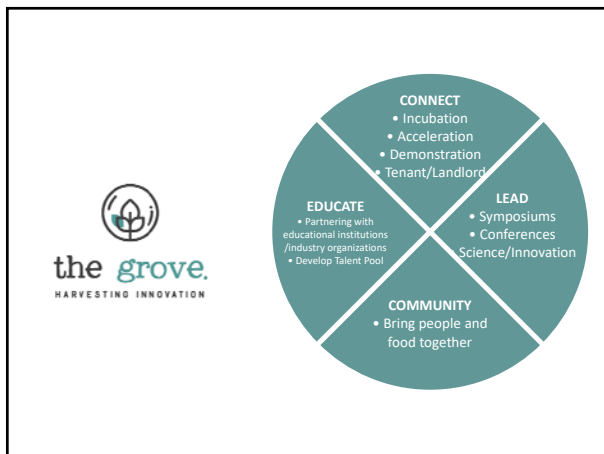 the grove.
HARVESTING INNOVATION
CONNECT
• Incubation
• Acceleration
• Demonstration
• Tenant/Landlord
EDUCATE
• Partnering with
educational institutions
/industry organizations
• Develop Talent Pool
LEAD
• Symposiums
• Conferences
Science/Innovation
COMMUNITY
• Bring people and
food together